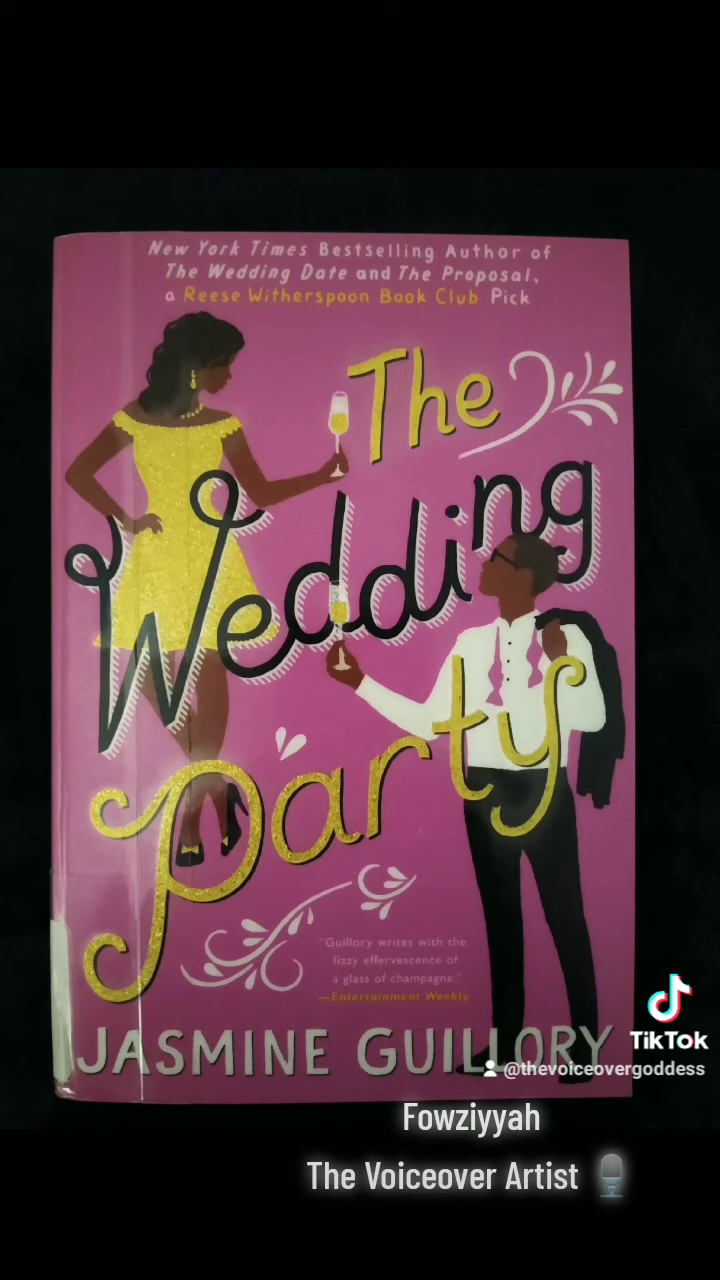 New York Times Bestselling Author of
The Wedding Date and The Proposal,
a Reese Witherspoon Book Club Pick
The
Wedding
Party
"Guillory writes with the
fizzy effervescence of
a glass of champagne."
—Entertainment Weekly
JASMINE GUILLORY
TikTok
@thevoiceovergoddess
Fowziyyah
The Voiceover Artist 🎙️